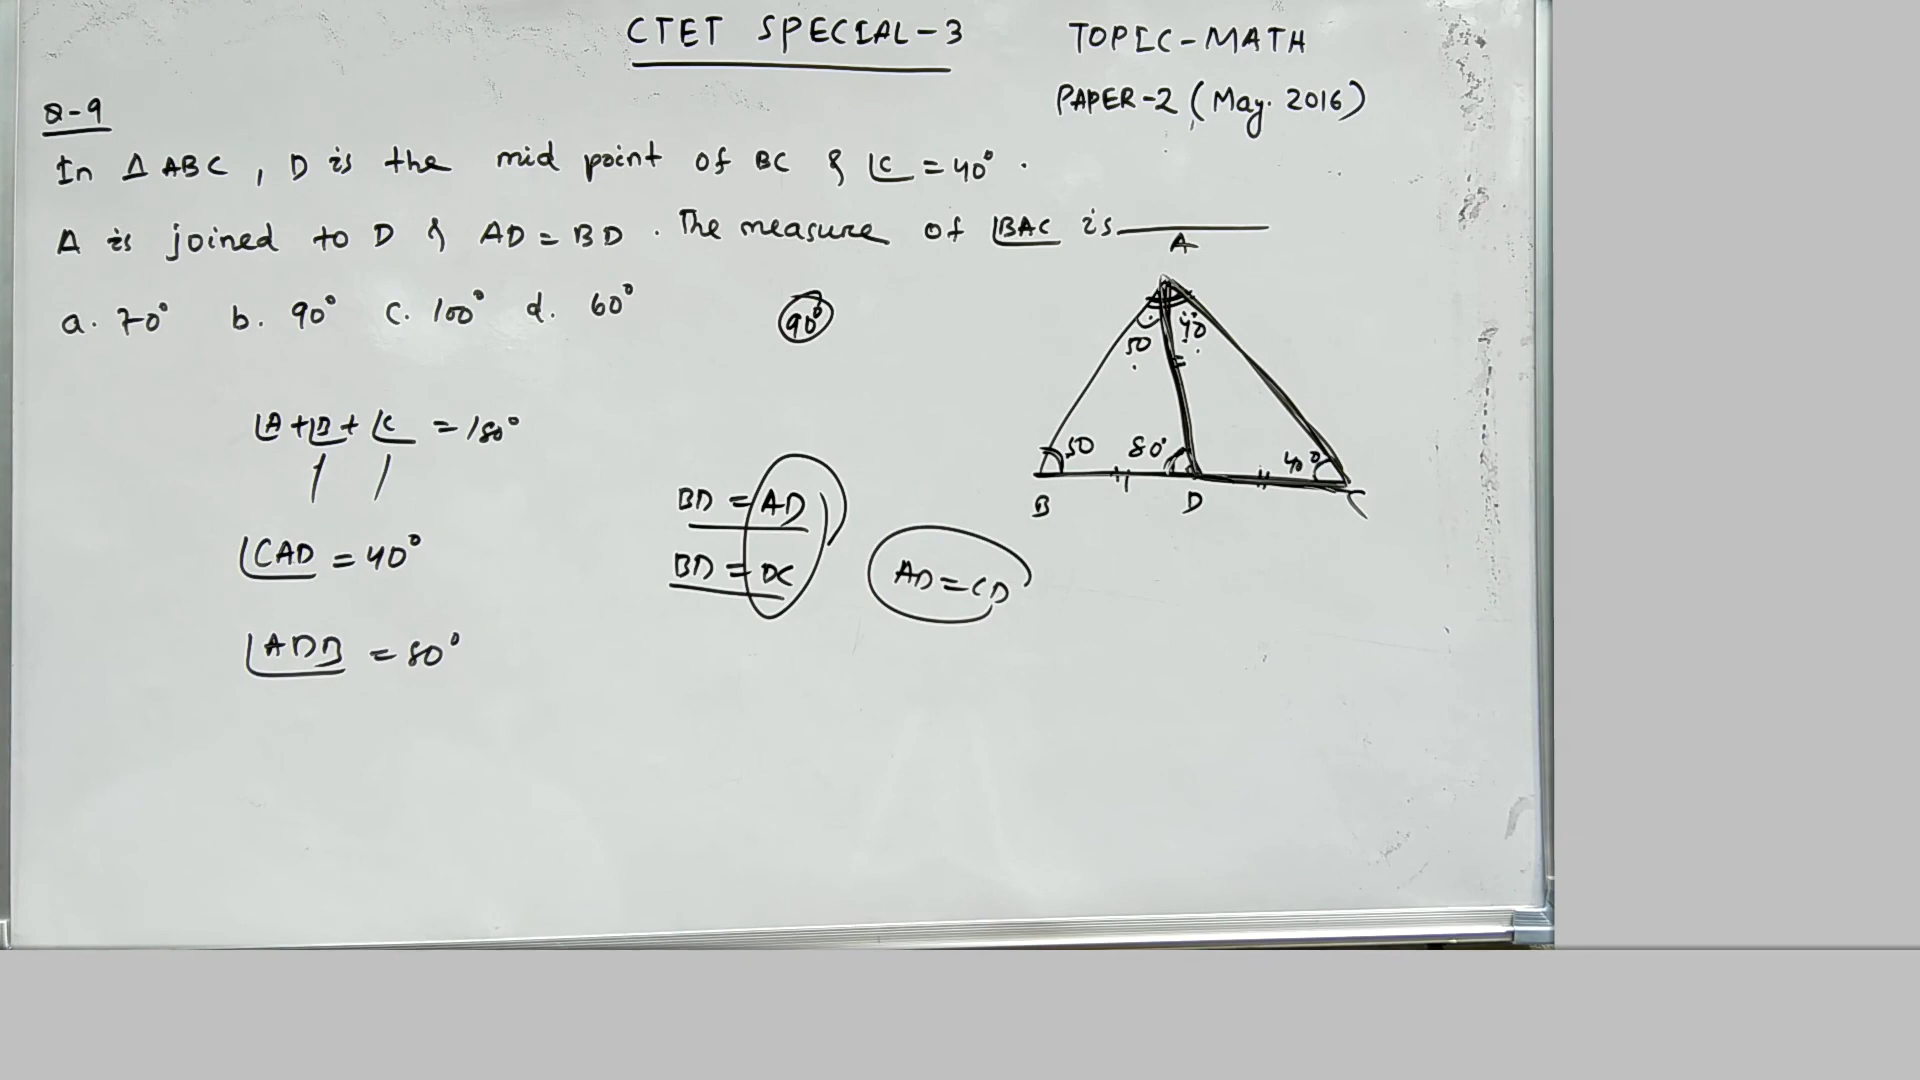 CTET SPECIAL-3
TOPIC-MATH
PAPER-2 (May. 2016)
Q-9
In Δ ABC, D is the mid point of BC & ∠C = 40°.
A is joined to D & AD = BD. The measure of ∠BAC is ____
a. 70° b. 90° c. 100° d. 60°
90°
A
50 40
50 80° 40°
B D C
∠A + ∠B + ∠C = 180°
BD = AD
∠CAD = 40°
BD = DC
AD = CD
∠ADB = 80°